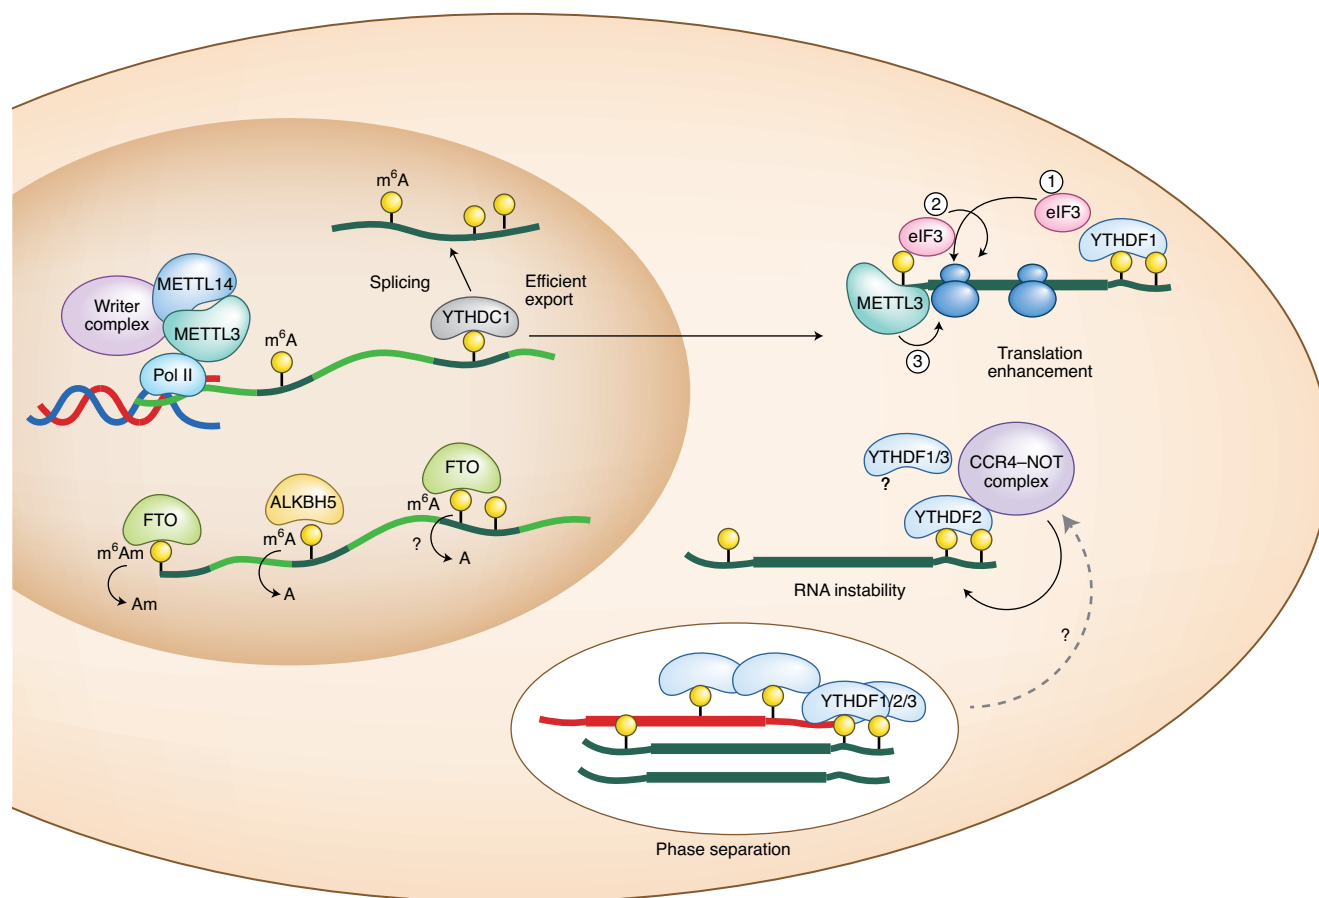 m⁶A
Splicing
Efficient
export
METTL14
Writer
complex
METTL3
YTHDC1
m⁶A
Pol II
FTO
m⁶A
ALKBH5
FTO
m⁶A
?
A
m⁶Am
A
Am
1
2
eIF3
eIF3
YTHDF1
METTL3
3
Translation
enhancement
YTHDF1/3
?
CCR4–NOT
complex
YTHDF2
RNA instability
?
YTHDF1/2/3
Phase separation